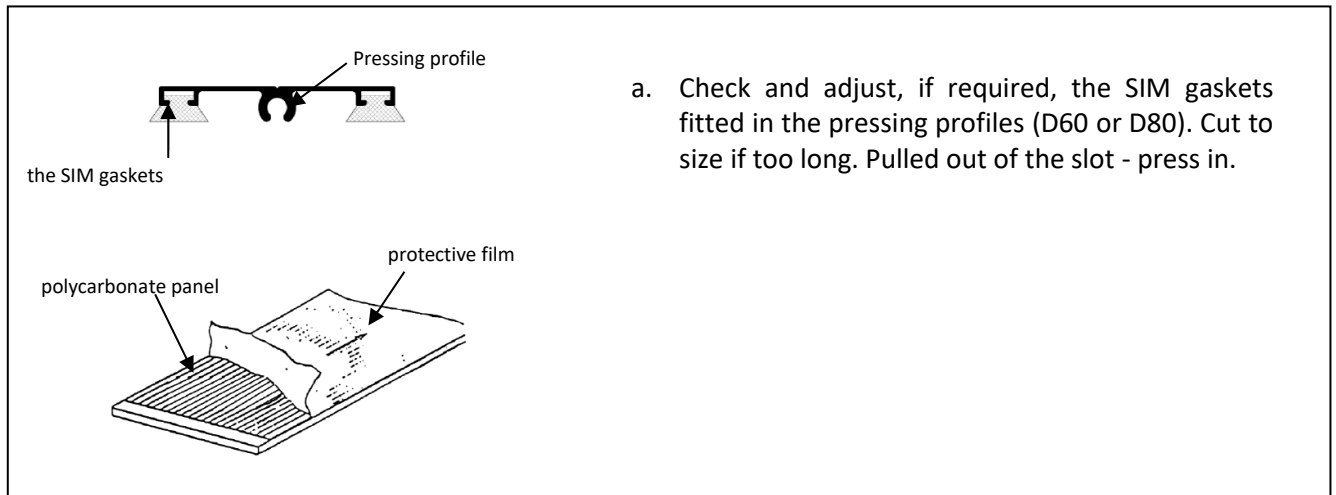 Pressing profile
the SIM gaskets
a. Check and adjust, if required, the SIM gaskets
fitted in the pressing profiles (D60 or D80). Cut to
size if too long. Pulled out of the slot - press in.
protective film
polycarbonate panel